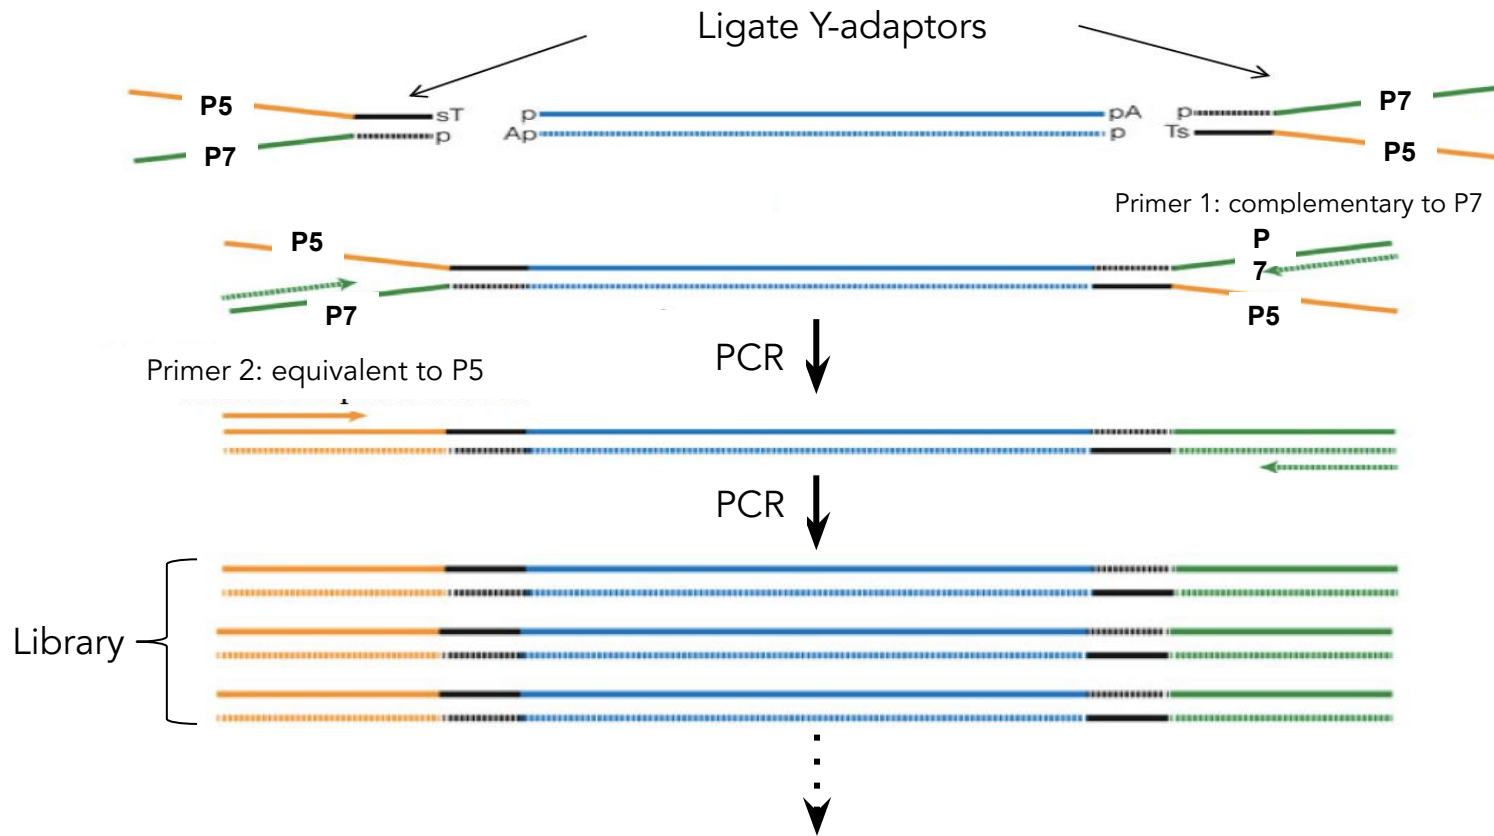 Ligate Y-adaptors
P5 sT p pA p P7
P7 p Ap p Ts P5
Primer 1: complementary to P7
P5 P
7
P7 P5
PCR
Primer 2: equivalent to P5
PCR
Library